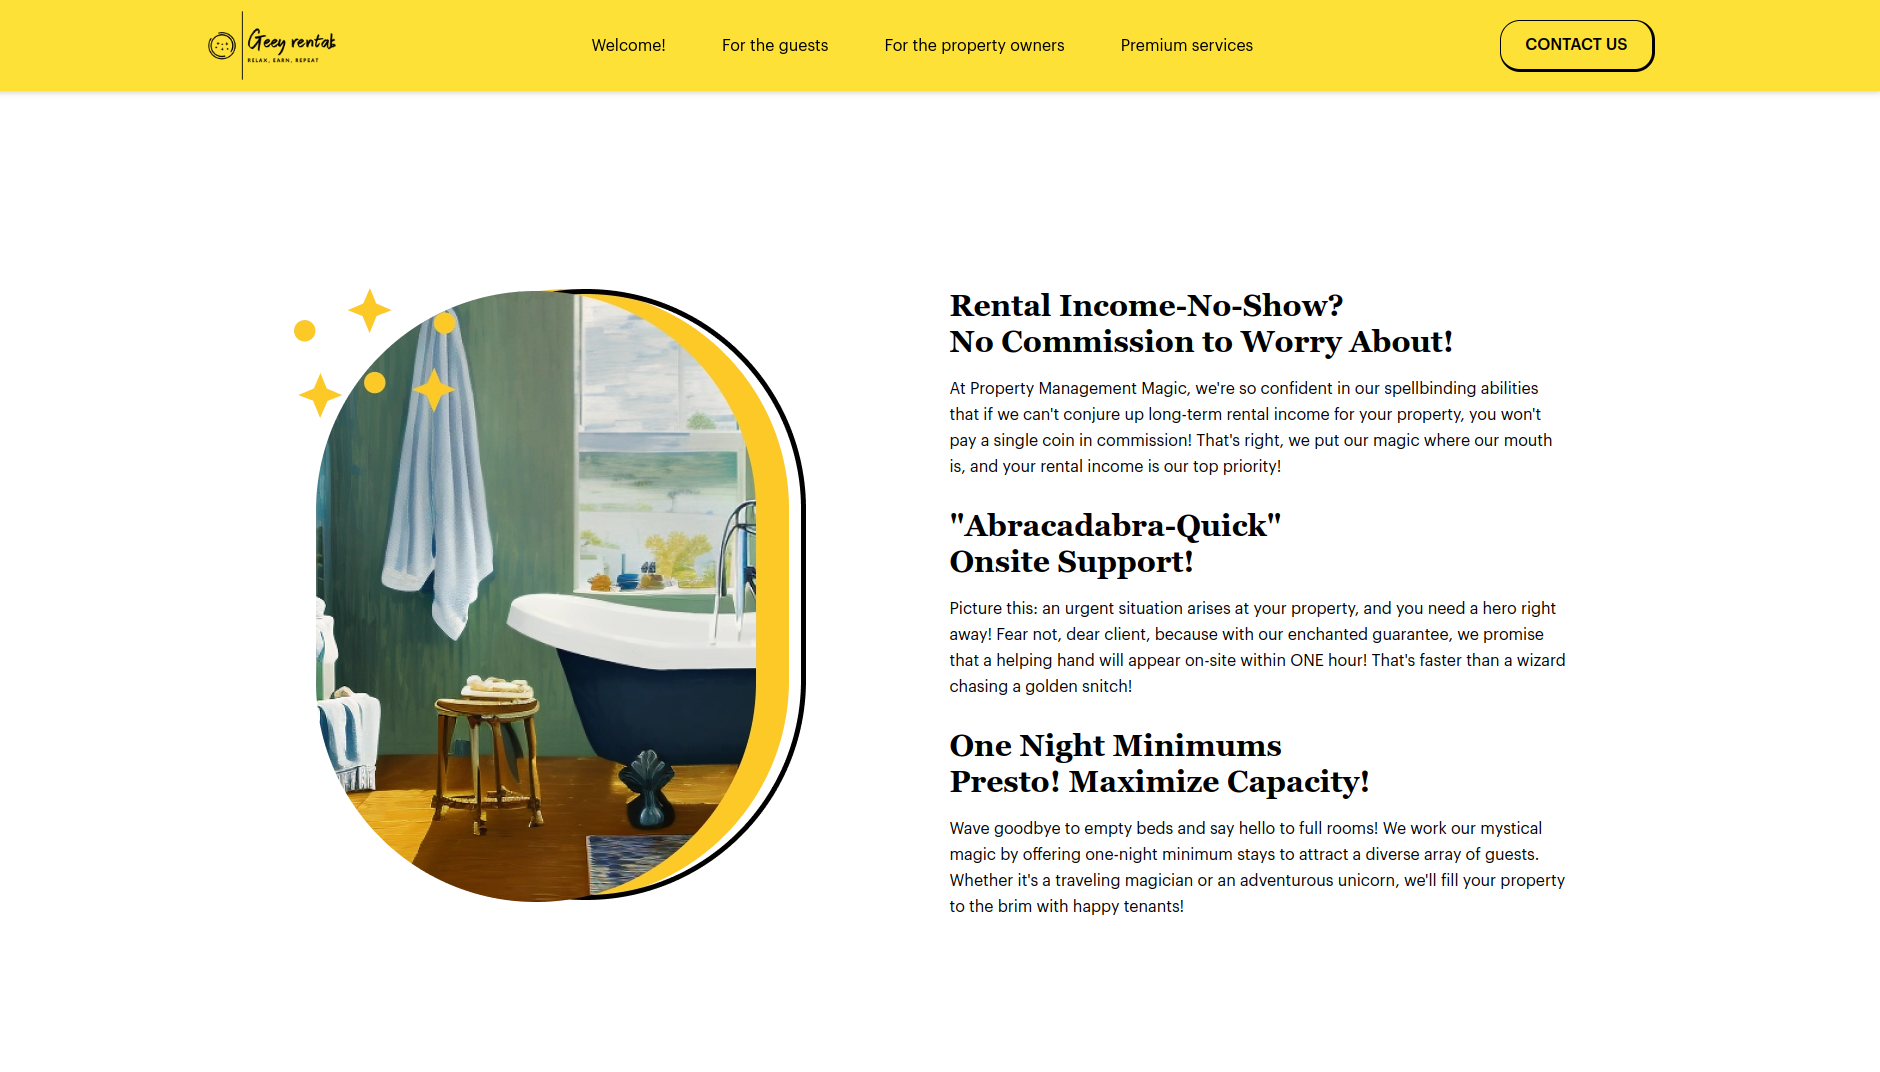 Geey rentals
RELAX, EARN, REPEAT
Welcome!
For the guests
For the property owners
Premium services
CONTACT US
Rental Income-No-Show?
No Commission to Worry About!
At Property Management Magic, we're so confident in our spellbinding abilities
that if we can't conjure up long-term rental income for your property, you won't
pay a single coin in commission! That's right, we put our magic where our mouth
is, and your rental income is our top priority!
"Abracadabra-Quick"
Onsite Support!
Picture this: an urgent situation arises at your property, and you need a hero right
away! Fear not, dear client, because with our enchanted guarantee, we promise
that a helping hand will appear on-site within ONE hour! That's faster than a wizard
chasing a golden snitch!
One Night Minimums
Presto! Maximize Capacity!
Wave goodbye to empty beds and say hello to full rooms! We work our mystical
magic by offering one-night minimum stays to attract a diverse array of guests.
Whether it's a traveling magician or an adventurous unicorn, we'll fill your property
to the brim with happy tenants!